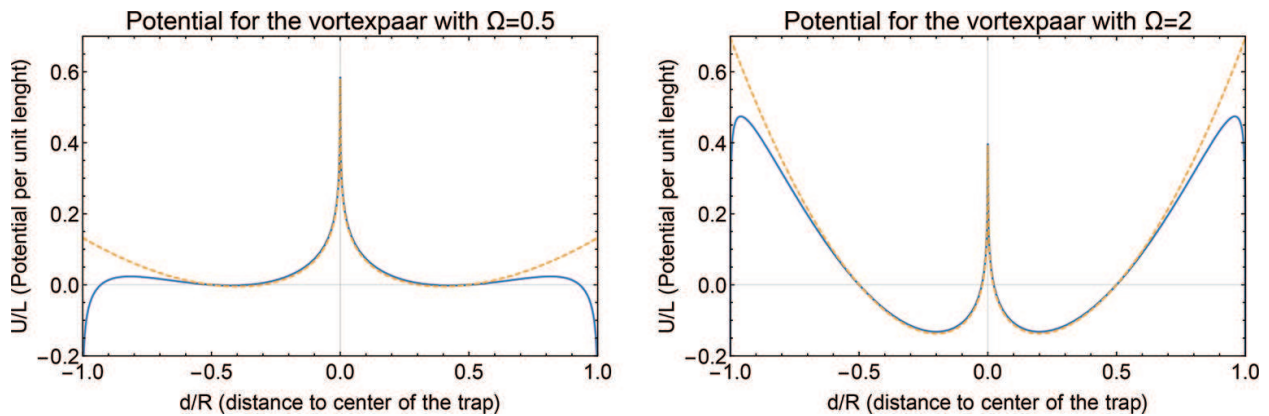 Potential for the vortexpaar with Ω=0.5
U/L (Potential per unit lenght)
0.6
0.4
0.2
0.0
−0.2
−1.0 −0.5 0.0 0.5 1.0
d/R (distance to center of the trap)
Potential for the vortexpaar with Ω=2
U/L (Potential per unit lenght)
0.6
0.4
0.2
0.0
−0.2
−1.0 −0.5 0.0 0.5 1.0
d/R (distance to center of the trap)